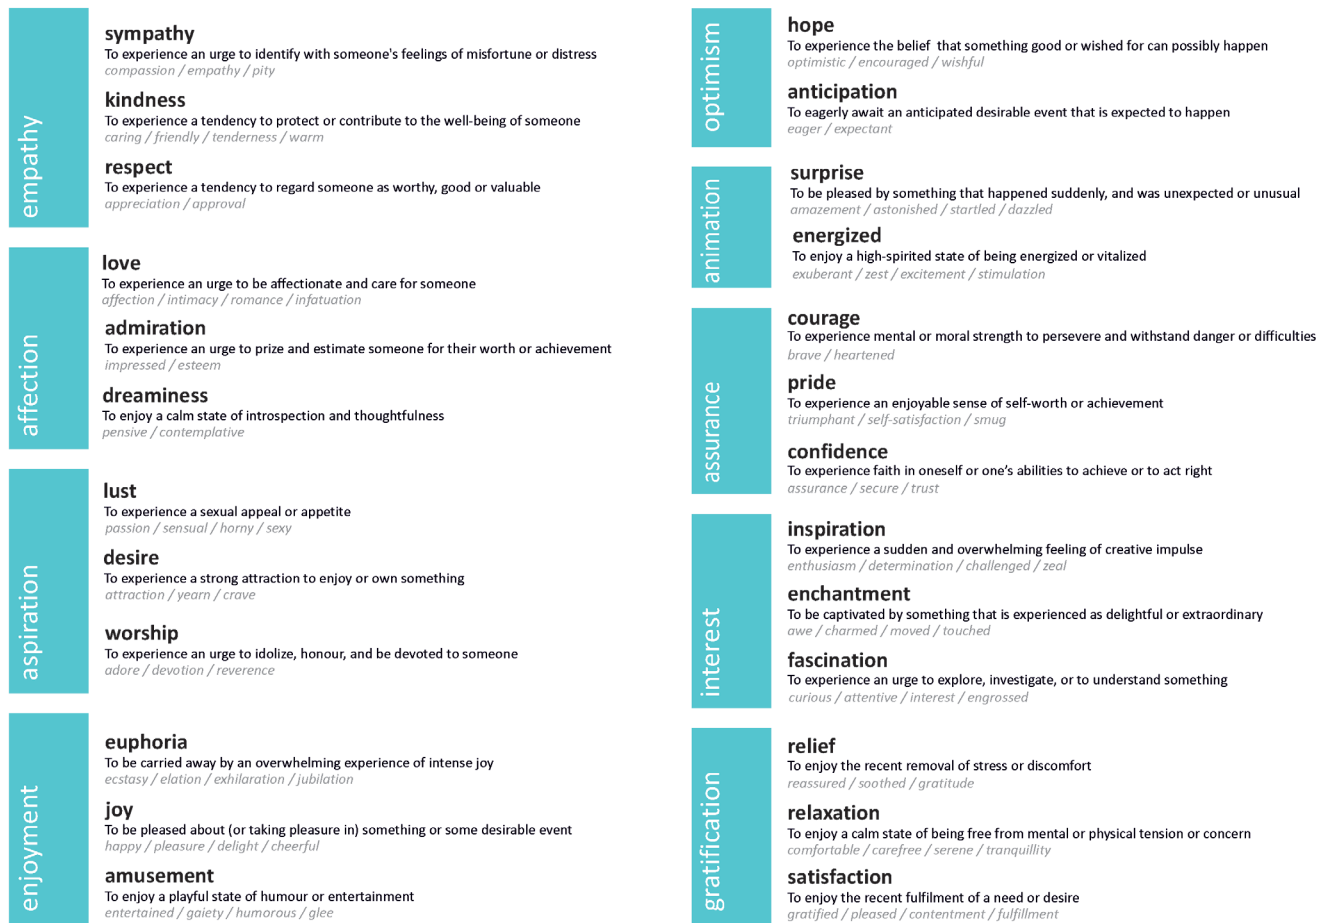 empathy
sympathy
To experience an urge to identify with someone's feelings of misfortune or distress
compassion / empathy / pity
kindness
To experience a tendency to protect or contribute to the well-being of someone
caring / friendly / tenderness / warm
respect
To experience a tendency to regard someone as worthy, good or valuable
appreciation / approval
affection
love
To experience an urge to be affectionate and care for someone
affection / intimacy / romance / infatuation
admiration
To experience an urge to prize and estimate someone for their worth or achievement
impressed / esteem
dreaminess
To enjoy a calm state of introspection and thoughtfulness
pensive / contemplative
aspiration
lust
To experience a sexual appeal or appetite
passion / sensual / horny / sexy
desire
To experience a strong attraction to enjoy or own something
attraction / yearn / crave
worship
To experience an urge to idolize, honour, and be devoted to someone
adore / devotion / reverence
enjoyment
euphoria
To be carried away by an overwhelming experience of intense joy
ecstasy / elation / exhilaration / jubilation
joy
To be pleased about (or taking pleasure in) something or some desirable event
happy / pleasure / delight / cheerful
amusement
To enjoy a playful state of humour or entertainment
entertained / gaiety / humorous / glee
optimism
hope
To experience the belief that something good or wished for can possibly happen
optimistic / encouraged / wishful
anticipation
To eagerly await an anticipated desirable event that is expected to happen
eager / expectant
animation
surprise
To be pleased by something that happened suddenly, and was unexpected or unusual
amazement / astonished / startled / dazzled
energized
To enjoy a high-spirited state of being energized or vitalized
exuberant / zest / excitement / stimulation
assurance
courage
To experience mental or moral strength to persevere and withstand danger or difficulties
brave / heartened
pride
To experience an enjoyable sense of self-worth or achievement
triumphant / self-satisfaction / smug
confidence
To experience faith in oneself or one's abilities to achieve or to act right
assurance / secure / trust
interest
inspiration
To experience a sudden and overwhelming feeling of creative impulse
enthusiasm / determination / challenged / zeal
enchantment
To be captivated by something that is experienced as delightful or extraordinary
awe / charmed / moved / touched
fascination
To experience an urge to explore, investigate, or to understand something
curious / attentive / interest / engrossed
gratification
relief
To enjoy the recent removal of stress or discomfort
reassured / soothed / gratitude
relaxation
To enjoy a calm state of being free from mental or physical tension or concern
comfortable / carefree / serene / tranquillity
satisfaction
To enjoy the recent fulfilment of a need or desire
gratified / pleased / contentment / fulfillment